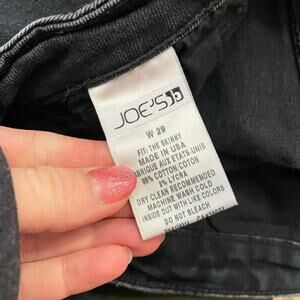 JOE'S
W 29
FIT: THE SKINNY
MADE IN USA
FABRIQUE AUX ETATS-UNIS
98% COTTON/COTON
2% LYCRA
DRY CLEAN RECOMMENDED
MACHINE WASH COLD
INSIDE OUT WITH LIKE COLORS
DO NOT BLEACH